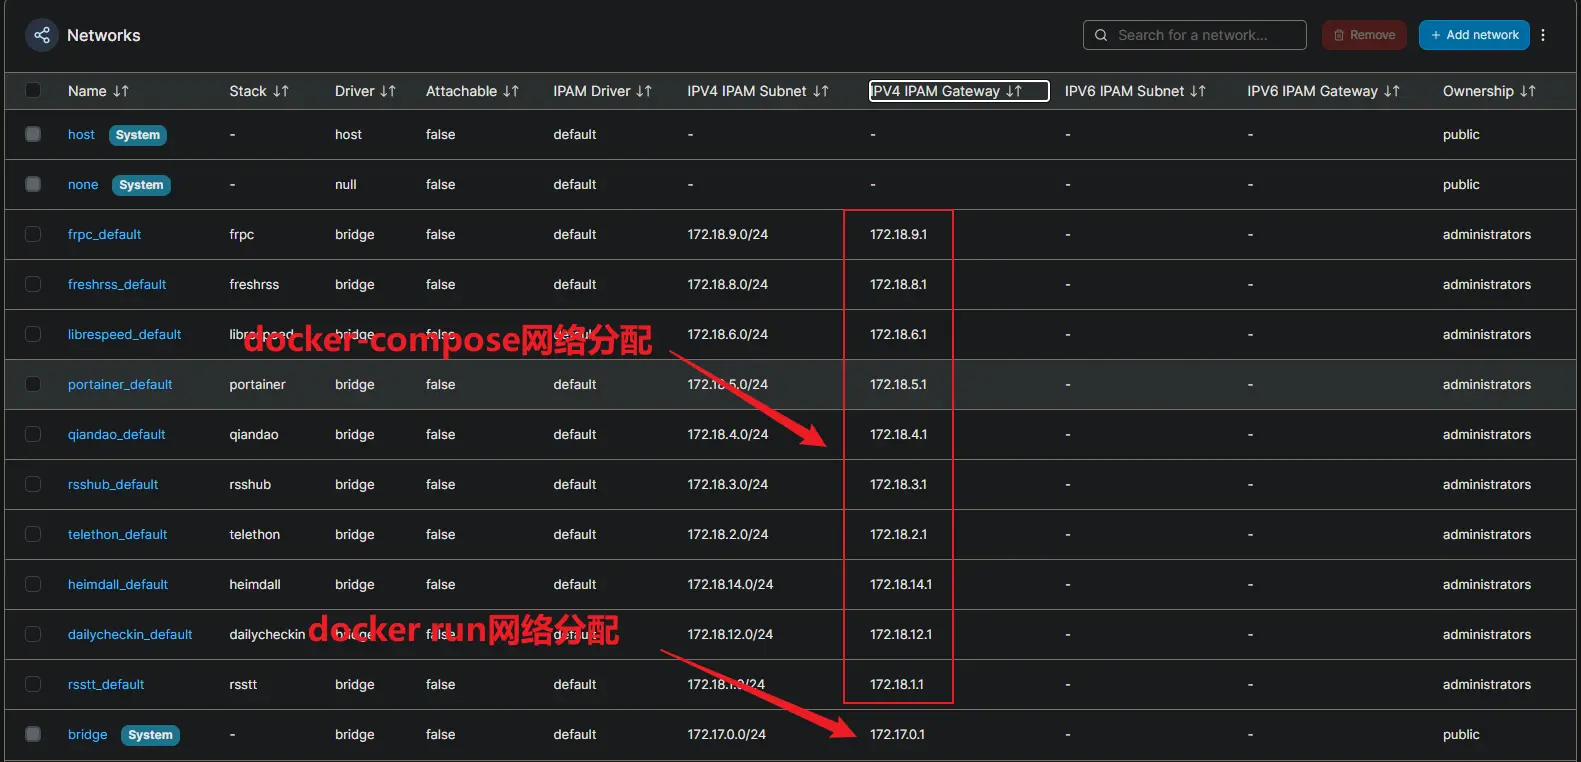 Networks
Search for a network...
Remove
+ Add network
Name Stack Driver Attachable IPAM Driver IPV4 IPAM Subnet IPV4 IPAM Gateway IPV6 IPAM Subnet IPV6 IPAM Gateway Ownership
host System - host false default - - - - public
none System - null false default - - - - public
frpc_default frpc bridge false default 172.18.9.0/24 172.18.9.1 - - administrators
freshrss_default freshrss bridge false default 172.18.8.0/24 172.18.8.1 - - administrators
librespeed_default librespeed bridge false default 172.18.6.0/24 172.18.6.1 - - administrators
docker-compose网络分配
portainer_default portainer bridge false default 172.18.5.0/24 172.18.5.1 - - administrators
qiandao_default qiandao bridge false default 172.18.4.0/24 172.18.4.1 - - administrators
rsshub_default rsshub bridge false default 172.18.3.0/24 172.18.3.1 - - administrators
telethon_default telethon bridge false default 172.18.2.0/24 172.18.2.1 - - administrators
heimdall_default heimdall bridge false default 172.18.14.0/24 172.18.14.1 - - administrators
dailycheckin_default dailycheckin bridge false default 172.18.12.0/24 172.18.12.1 - - administrators
docker run网络分配
rsstt_default rsstt bridge false default 172.18.1.0/24 172.18.1.1 - - administrators
bridge System - bridge false default 172.17.0.0/24 172.17.0.1 - - public